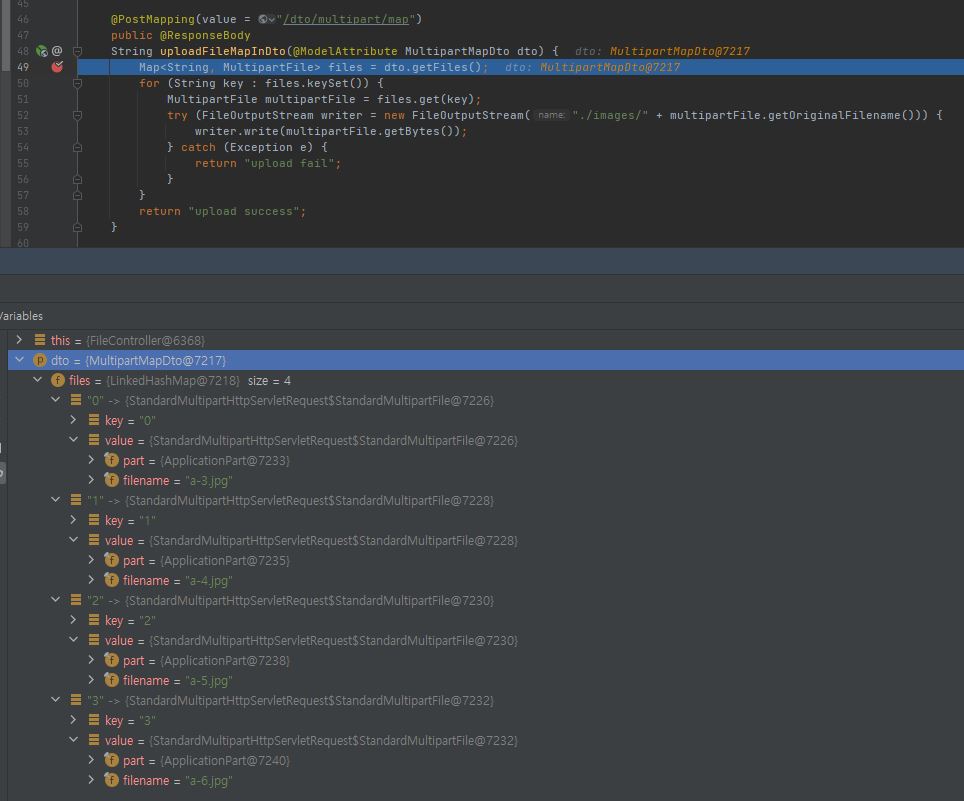 45
46 @PostMapping(value = "/dto/multipart/map")
47 public @ResponseBody
48 @ String uploadFileMapInDto(@ModelAttribute MultipartMapDto dto) { dto: MultipartMapDto@7217
49 Map<String, MultipartFile> files = dto.getFiles(); dto: MultipartMapDto@7217
50 for (String key : files.keySet()) {
51 MultipartFile multipartFile = files.get(key);
52 try (FileOutputStream writer = new FileOutputStream( name: "./images/" + multipartFile.getOriginalFilename())) {
53 writer.write(multipartFile.getBytes());
54 } catch (Exception e) {
55 return "upload fail";
56 }
57 }
58 return "upload success";
59 }
60
Variables
this = {FileController@6368}
p dto = {MultipartMapDto@7217}
f files = {LinkedHashMap@7218} size = 4
"0" -> {StandardMultipartHttpServletRequest$StandardMultipartFile@7226}
key = "0"
value = {StandardMultipartHttpServletRequest$StandardMultipartFile@7226}
f part = {ApplicationPart@7233}
f filename = "a-3.jpg"
"1" -> {StandardMultipartHttpServletRequest$StandardMultipartFile@7228}
key = "1"
value = {StandardMultipartHttpServletRequest$StandardMultipartFile@7228}
f part = {ApplicationPart@7235}
f filename = "a-4.jpg"
"2" -> {StandardMultipartHttpServletRequest$StandardMultipartFile@7230}
key = "2"
value = {StandardMultipartHttpServletRequest$StandardMultipartFile@7230}
f part = {ApplicationPart@7238}
f filename = "a-5.jpg"
"3" -> {StandardMultipartHttpServletRequest$StandardMultipartFile@7232}
key = "3"
value = {StandardMultipartHttpServletRequest$StandardMultipartFile@7232}
f part = {ApplicationPart@7240}
f filename = "a-6.jpg"